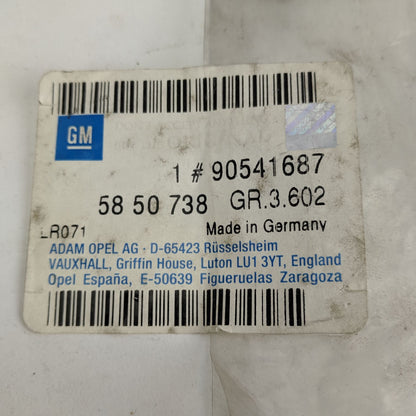 GM
1 # 90541687
58 50 738 GR.3.602
LR071 Made in Germany
ADAM OPEL AG · D-65423 Rüsselsheim
VAUXHALL, Griffin House, Luton LU1 3YT, England
Opel España, E-50639 Figueruelas Zaragoza